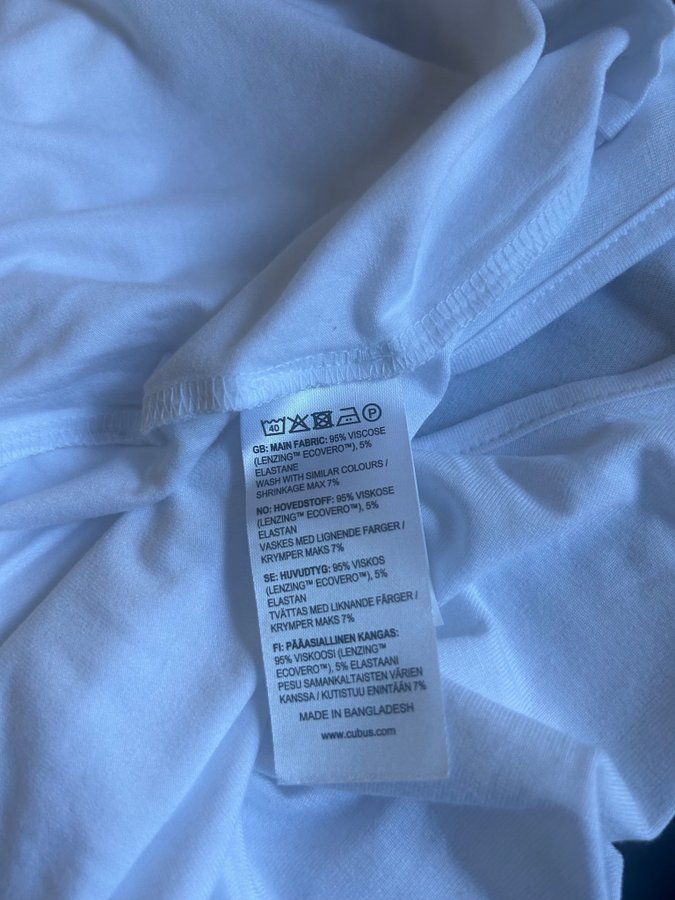 40 P
GB: MAIN FABRIC: 95% VISCOSE
(LENZING™ ECOVERO™), 5%
ELASTANE
WASH WITH SIMILAR COLOURS /
SHRINKAGE MAX 7%
NO: HOVEDSTOFF: 95% VISKOSE
(LENZING™ ECOVERO™), 5%
ELASTAN
VASKES MED LIGNENDE FARGER /
KRYMPER MAKS 7%
SE: HUVUDTYG: 95% VISKOS
(LENZING™ ECOVERO™), 5%
ELASTAN
TVÄTTAS MED LIKNANDE FÄRGER /
KRYMPER MAKS 7%
FI: PÄÄASIALLINEN KANGAS:
95% VISKOOSI (LENZING™
ECOVERO™), 5% ELASTAANI
PESU SAMANKALTAISTEN VÄRIEN
KANSSA / KUTISTUU ENINTÄÄN 7%
MADE IN BANGLADESH
www.cubus.com